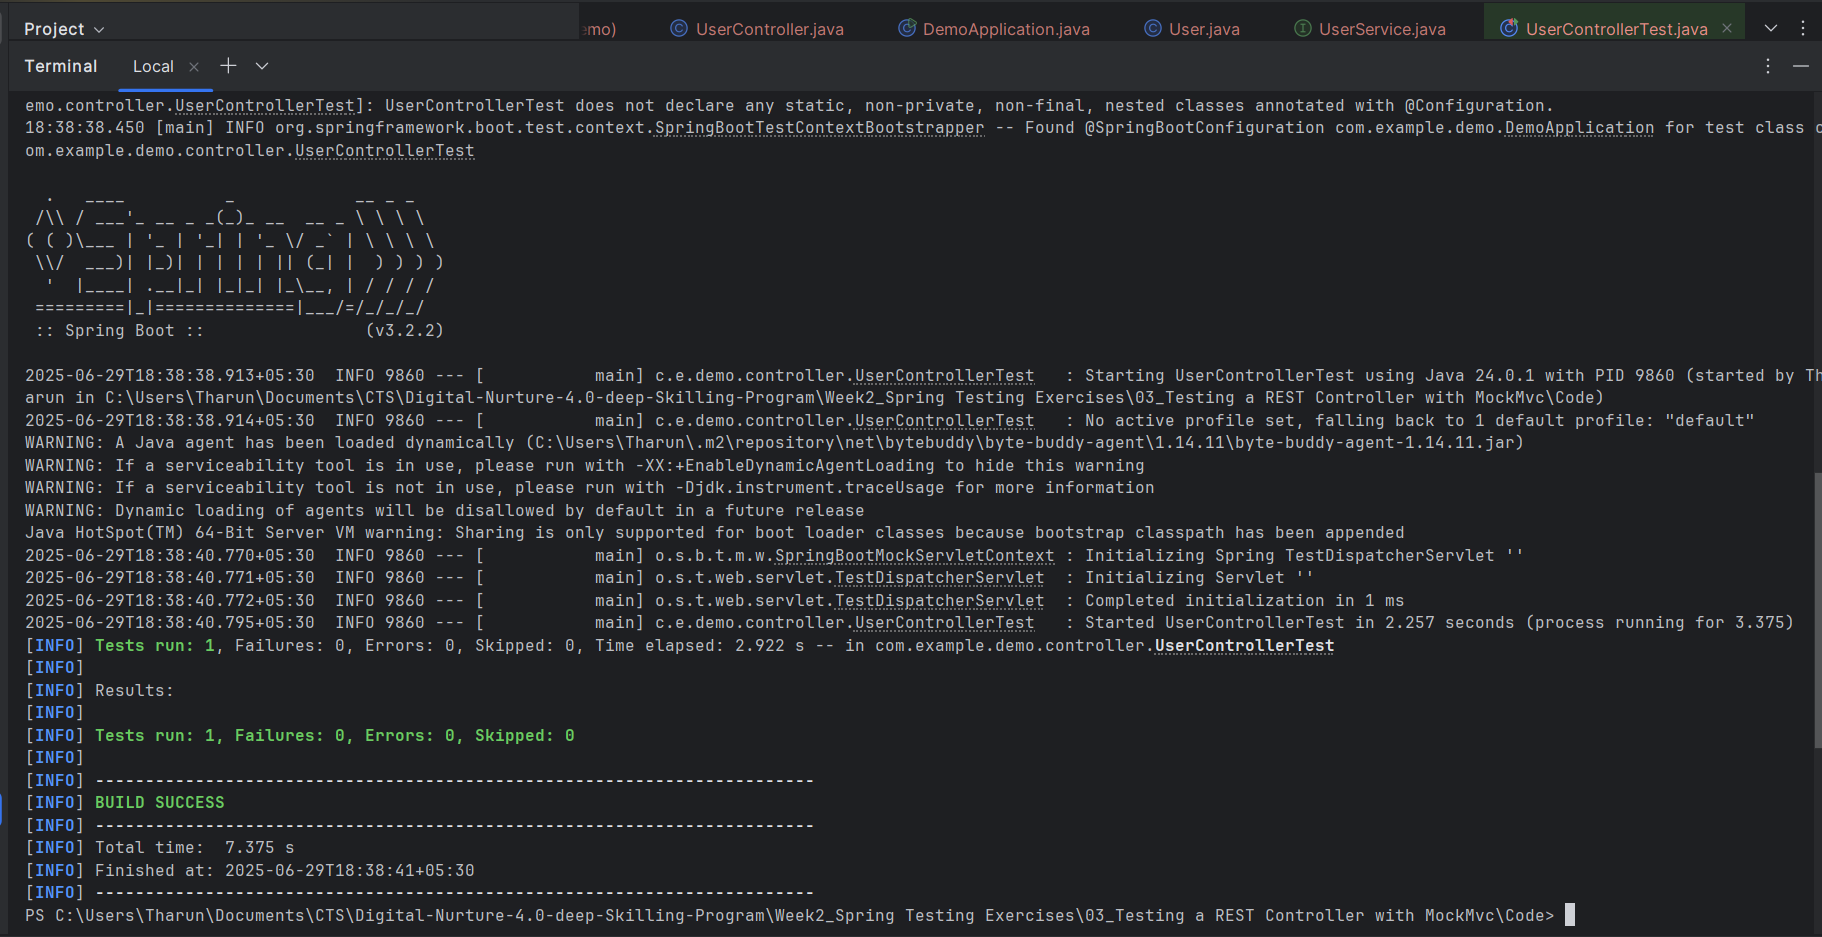 Project
emo)
UserController.java
DemoApplication.java
User.java
UserService.java
UserControllerTest.java
Terminal
Local
emo.controller.UserControllerTest]: UserControllerTest does not declare any static, non-private, non-final, nested classes annotated with @Configuration.
18:38:38.450 [main] INFO org.springframework.boot.test.context.SpringBootTestContextBootstrapper -- Found @SpringBootConfiguration com.example.demo.DemoApplication for test class c
om.example.demo.controller.UserControllerTest
  .   ____          _            __ _ _
 /\\ / ___'_ __ _ _(_)_ __  __ _ \ \ \ \
( ( )\___ | '_ | '_| | '_ \/ _` | \ \ \ \
 \\/  ___)| |_)| | | | | || (_| |  ) ) ) )
  '  |____| .__|_| |_|_| |_\__, | / / / /
 =========|_|==============|___/=/_/_/_/
 :: Spring Boot ::                (v3.2.2)
2025-06-29T18:38:38.913+05:30  INFO 9860 --- [           main] c.e.demo.controller.UserControllerTest   : Starting UserControllerTest using Java 24.0.1 with PID 9860 (started by Th
arun in C:\Users\Tharun\Documents\CTS\Digital-Nurture-4.0-deep-Skilling-Program\Week2_Spring Testing Exercises\03_Testing a REST Controller with MockMvc\Code)
2025-06-29T18:38:38.914+05:30  INFO 9860 --- [           main] c.e.demo.controller.UserControllerTest   : No active profile set, falling back to 1 default profile: "default"
WARNING: A Java agent has been loaded dynamically (C:\Users\Tharun\.m2\repository\net\bytebuddy\byte-buddy-agent\1.14.11\byte-buddy-agent-1.14.11.jar)
WARNING: If a serviceability tool is in use, please run with -XX:+EnableDynamicAgentLoading to hide this warning
WARNING: If a serviceability tool is not in use, please run with -Djdk.instrument.traceUsage for more information
WARNING: Dynamic loading of agents will be disallowed by default in a future release
Java HotSpot(TM) 64-Bit Server VM warning: Sharing is only supported for boot loader classes because bootstrap classpath has been appended
2025-06-29T18:38:40.770+05:30  INFO 9860 --- [           main] o.s.b.t.m.w.SpringBootMockServletContext : Initializing Spring TestDispatcherServlet ''
2025-06-29T18:38:40.771+05:30  INFO 9860 --- [           main] o.s.t.web.servlet.TestDispatcherServlet  : Initializing Servlet ''
2025-06-29T18:38:40.772+05:30  INFO 9860 --- [           main] o.s.t.web.servlet.TestDispatcherServlet  : Completed initialization in 1 ms
2025-06-29T18:38:40.795+05:30  INFO 9860 --- [           main] c.e.demo.controller.UserControllerTest   : Started UserControllerTest in 2.257 seconds (process running for 3.375)
[INFO] Tests run: 1, Failures: 0, Errors: 0, Skipped: 0, Time elapsed: 2.922 s -- in com.example.demo.controller.UserControllerTest
[INFO]
[INFO] Results:
[INFO]
[INFO] Tests run: 1, Failures: 0, Errors: 0, Skipped: 0
[INFO]
[INFO] ------------------------------------------------------------------------
[INFO] BUILD SUCCESS
[INFO] ------------------------------------------------------------------------
[INFO] Total time:  7.375 s
[INFO] Finished at: 2025-06-29T18:38:41+05:30
[INFO] ------------------------------------------------------------------------
PS C:\Users\Tharun\Documents\CTS\Digital-Nurture-4.0-deep-Skilling-Program\Week2_Spring Testing Exercises\03_Testing a REST Controller with MockMvc\Code>